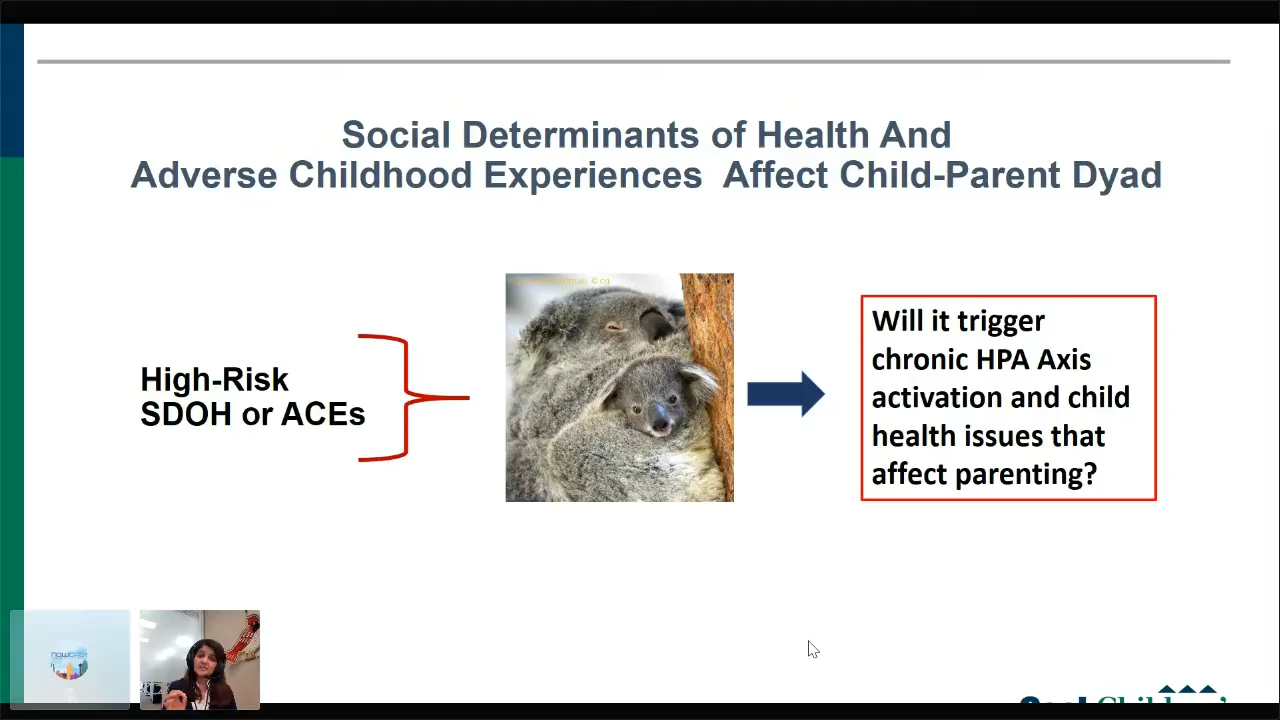 Social Determinants of Health And
Adverse Childhood Experiences Affect Child-Parent Dyad
High-Risk
SDOH or ACEs
Will it trigger
chronic HPA Axis
activation and child
health issues that
affect parenting?
NOWCAST